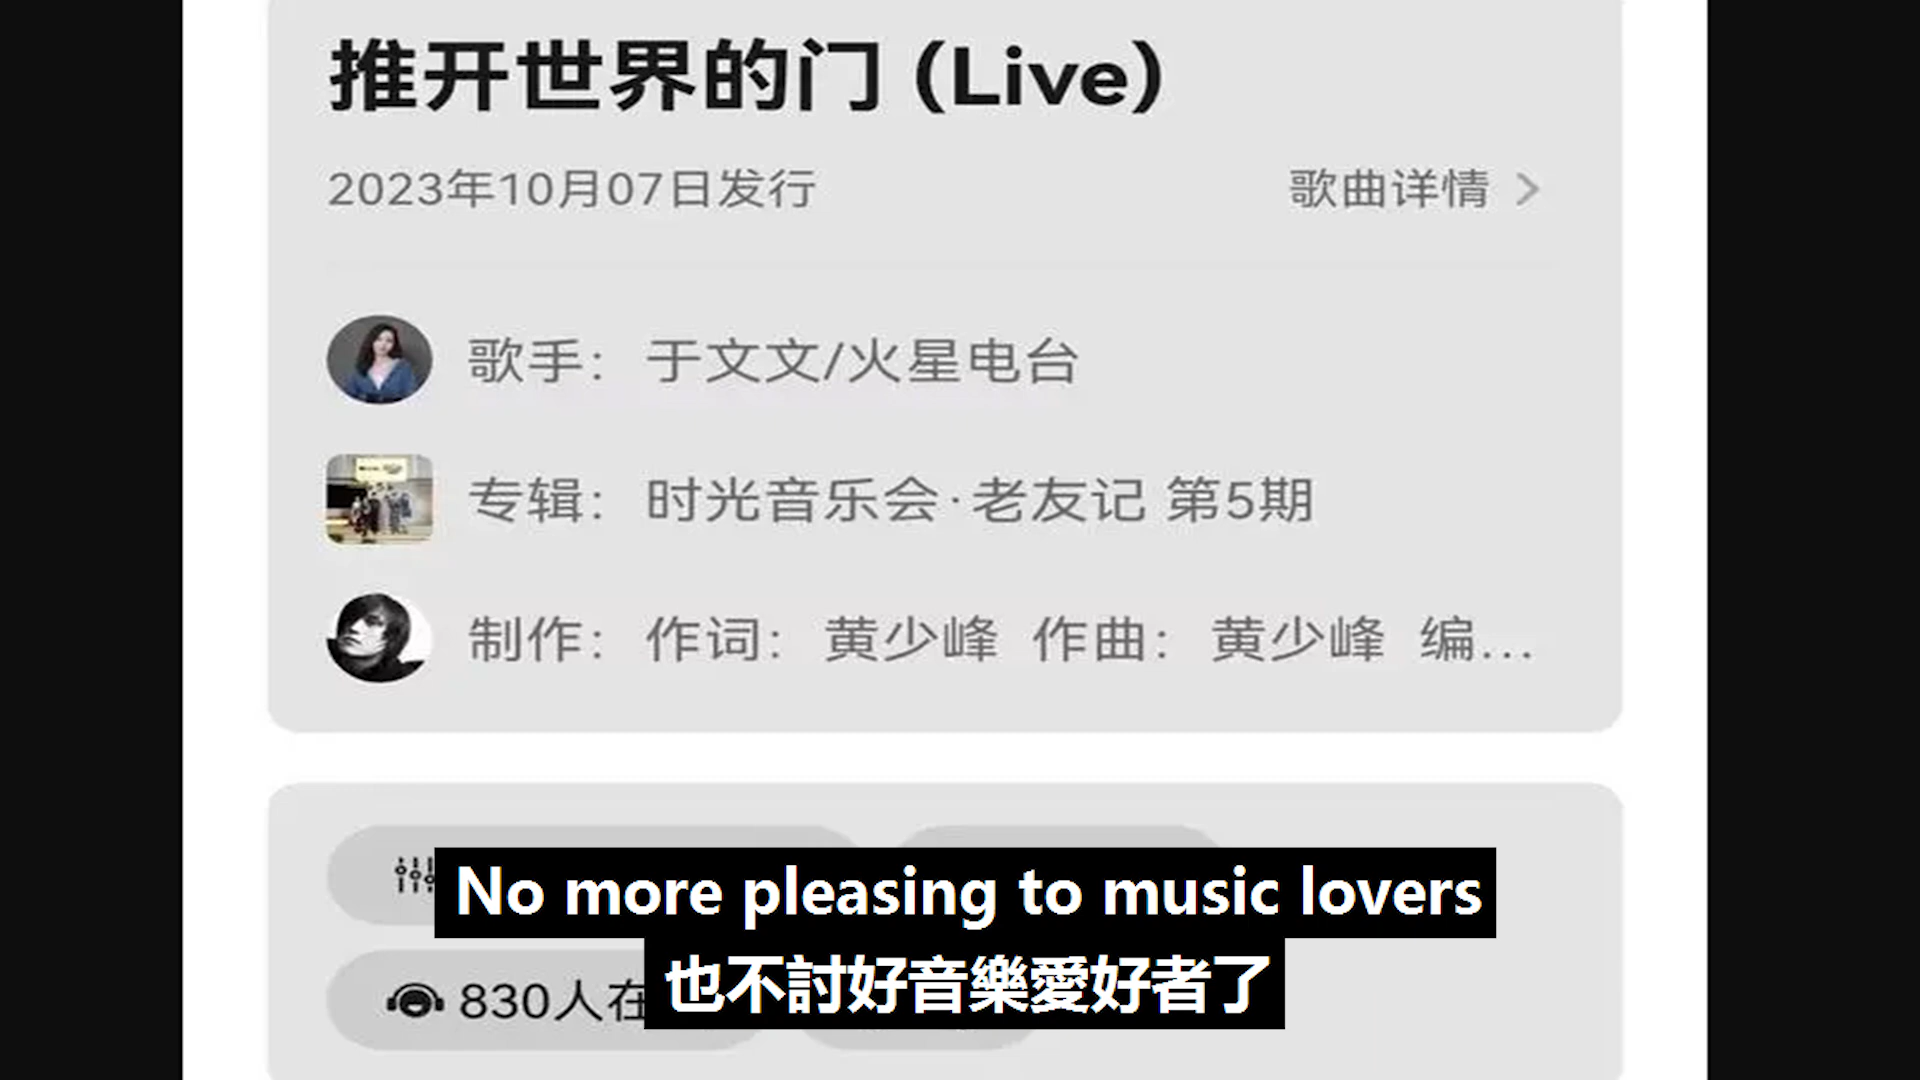 推开世界的门 (Live)
2023年10月07日发行
歌曲详情 >
歌手： 于文文/火星电台
专辑： 时光音乐会·老友记 第5期
制作： 作词： 黄少峰 作曲： 黄少峰 编...
No more pleasing to music lovers
830人在
也不討好音樂愛好者了